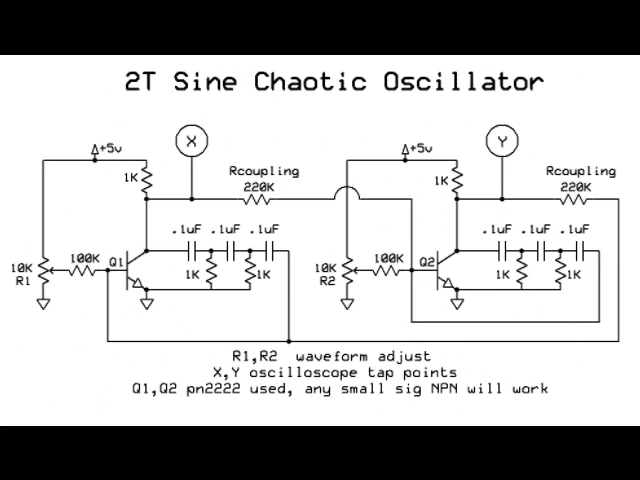 2T Sine Chaotic Oscillator
X
Y
+5v
+5v
1K
Rcoupling
220K
1K
Rcoupling
220K
.1uF .1uF .1uF
.1uF .1uF .1uF
10K
R1
100K
Q1
1K
1K
10K
R2
100K
Q2
1K
1K
R1,R2 waveform adjust
X,Y oscilloscope tap points
Q1,Q2 pn2222 used, any small sig NPN will work